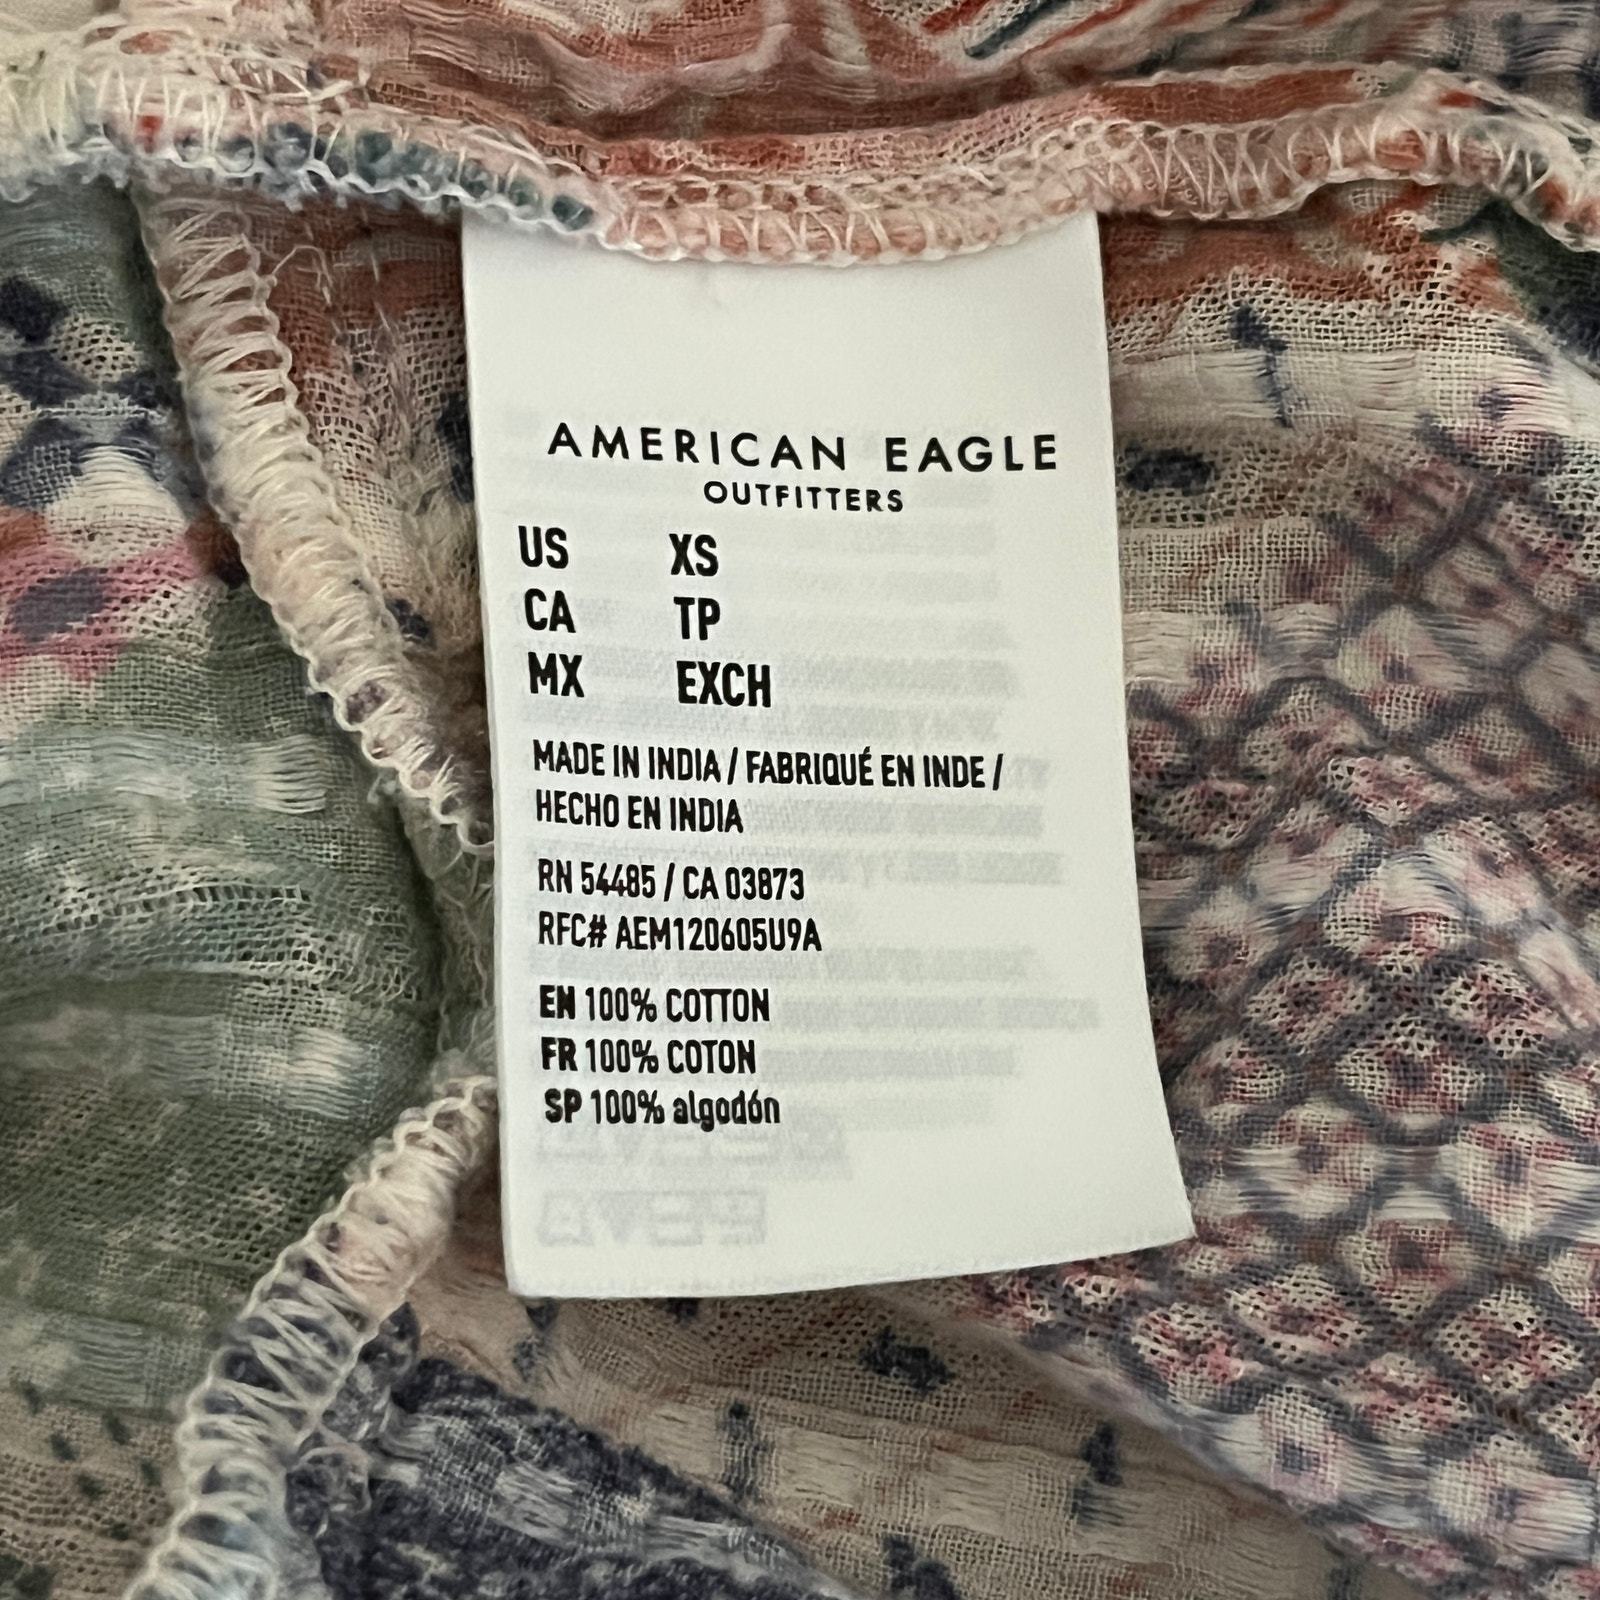 AMERICAN EAGLE
OUTFITTERS
US XS
CA TP
MX EXCH
MADE IN INDIA / FABRIQUÉ EN INDE /
HECHO EN INDIA
RN 54485 / CA 03873
RFC# AEM120605U9A
EN 100% COTTON
FR 100% COTON
SP 100% algodón